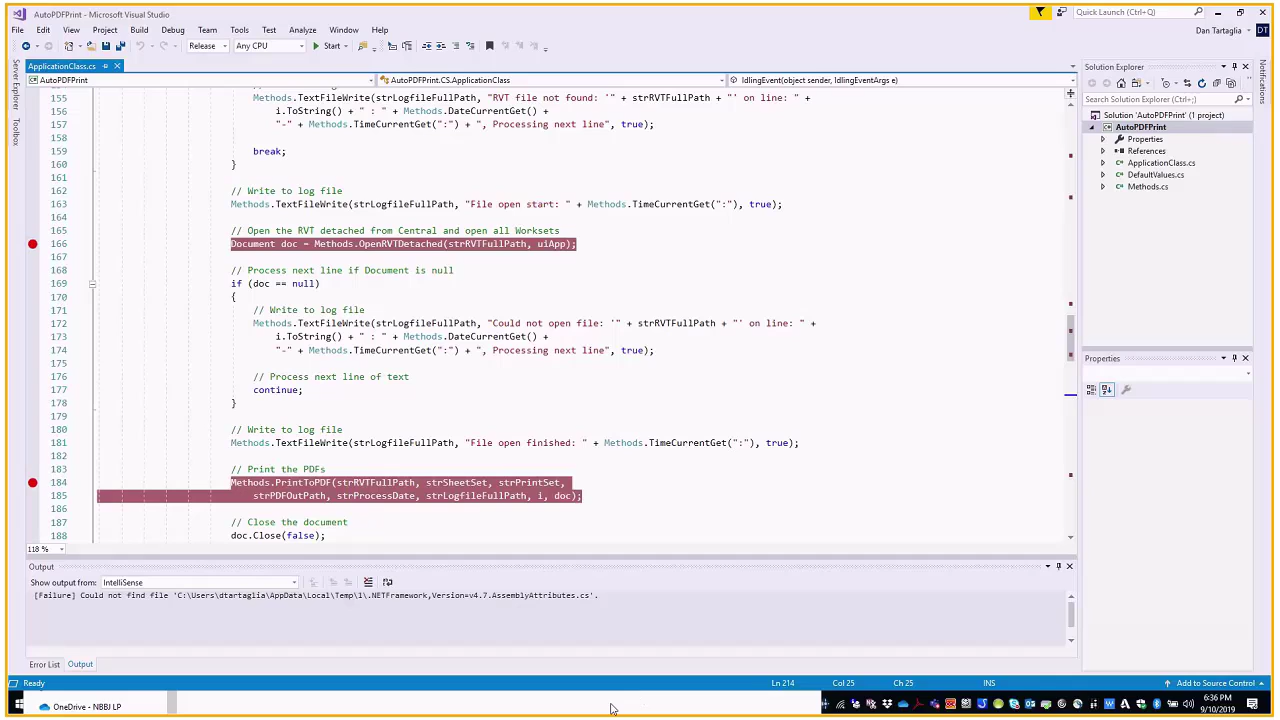 AutoPDFPrint - Microsoft Visual Studio
Quick Launch (Ctrl+Q)
File Edit View Project Build Debug Team Tools Test Analyze Window Help
Dan Tartaglia DT
Release Any CPU Start
ApplicationClass.cs
AutoPDFPrint AutoPDFPrint.CS.ApplicationClass IdlingEvent(object sender, IdlingEventArgs e)
Server Explorer
Toolbox
Notifications
155 Methods.TextFileWrite(strLogfileFullPath, "RVT file not found: '" + strRVTFullPath + "' on line: " +
156 i.ToString() + " : " + Methods.DateCurrentGet() +
157 "-" + Methods.TimeCurrentGet(":") + ", Processing next line", true);
158
159 break;
160 }
161
162 // Write to log file
163 Methods.TextFileWrite(strLogfileFullPath, "File open start: " + Methods.TimeCurrentGet(":"), true);
164
165 // Open the RVT detached from Central and open all Worksets
166 Document doc = Methods.OpenRVTDetached(strRVTFullPath, uiApp);
167
168 // Process next line if Document is null
169 if (doc == null)
170 {
171 // Write to log file
172 Methods.TextFileWrite(strLogfileFullPath, "Could not open file: '" + strRVTFullPath + "' on line: " +
173 i.ToString() + " : " + Methods.DateCurrentGet() +
174 "-" + Methods.TimeCurrentGet(":") + ", Processing next line", true);
175
176 // Process next line of text
177 continue;
178 }
179
180 // Write to log file
181 Methods.TextFileWrite(strLogfileFullPath, "File open finished: " + Methods.TimeCurrentGet(":"), true);
182
183 // Print the PDFs
184 Methods.PrintToPDF(strRVTFullPath, strSheetSet, strPrintSet,
185 strPDFOutPath, strProcessDate, strLogfileFullPath, i, doc);
186
187 // Close the document
188 doc.Close(false);
118 %
Solution Explorer
Search Solution Explorer (Ctrl+;)
Solution 'AutoPDFPrint' (1 project)
AutoPDFPrint
Properties
References
ApplicationClass.cs
DefaultValues.cs
Methods.cs
Properties
Output
Show output from: IntelliSense
[Failure] Could not find file 'C:\Users\dtartaglia\AppData\Local\Temp\1\.NETFramework,Version=v4.7.AssemblyAttributes.cs'.
Error List Output
Ready Ln 214 Col 25 Ch 25 INS Add to Source Control
OneDrive - NBBJ LP
6:36 PM
9/10/2019